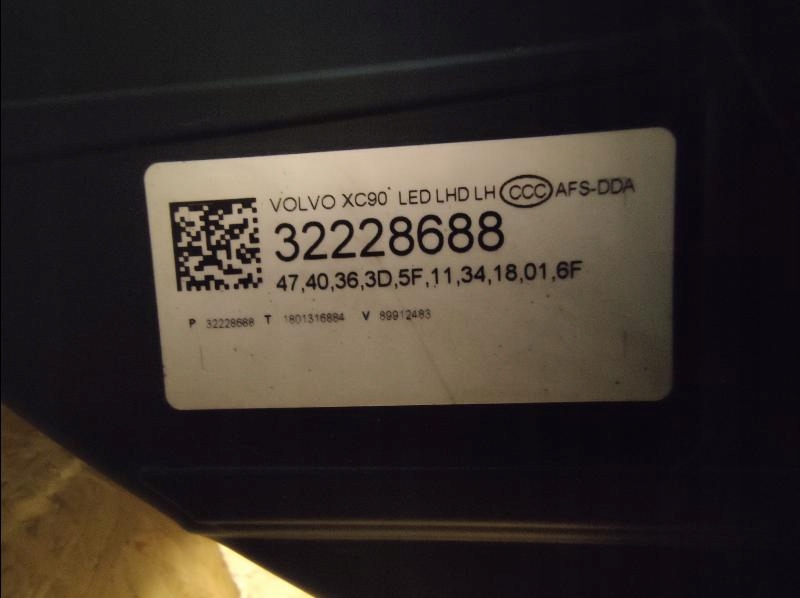 VOLVO XC90 LED LHD LH CCC AFS-DDA
32228688
47,40,36,3D,5F,11,34,18,01,6F
P 32228688 T 1801316884 V 89912483